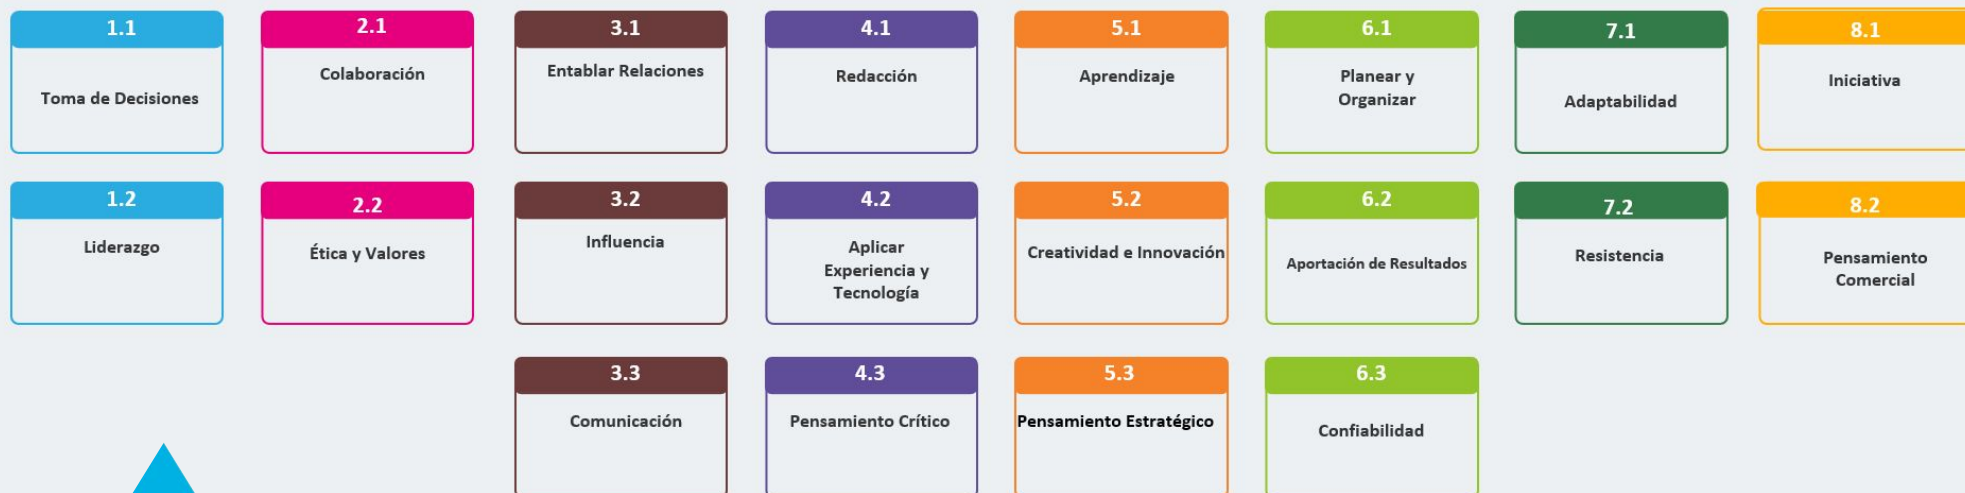 1.1
Toma de Decisiones
2.1
Colaboración
3.1
Entablar Relaciones
4.1
Redacción
5.1
Aprendizaje
6.1
Planear y
Organizar
7.1
Adaptabilidad
8.1
Iniciativa
1.2
Liderazgo
2.2
Ética y Valores
3.2
Influencia
4.2
Aplicar
Experiencia y
Tecnología
5.2
Creatividad e Innovación
6.2
Aportación de Resultados
7.2
Resistencia
8.2
Pensamiento
Comercial
3.3
Comunicación
4.3
Pensamiento Crítico
5.3
Pensamiento Estratégico
6.3
Confiabilidad